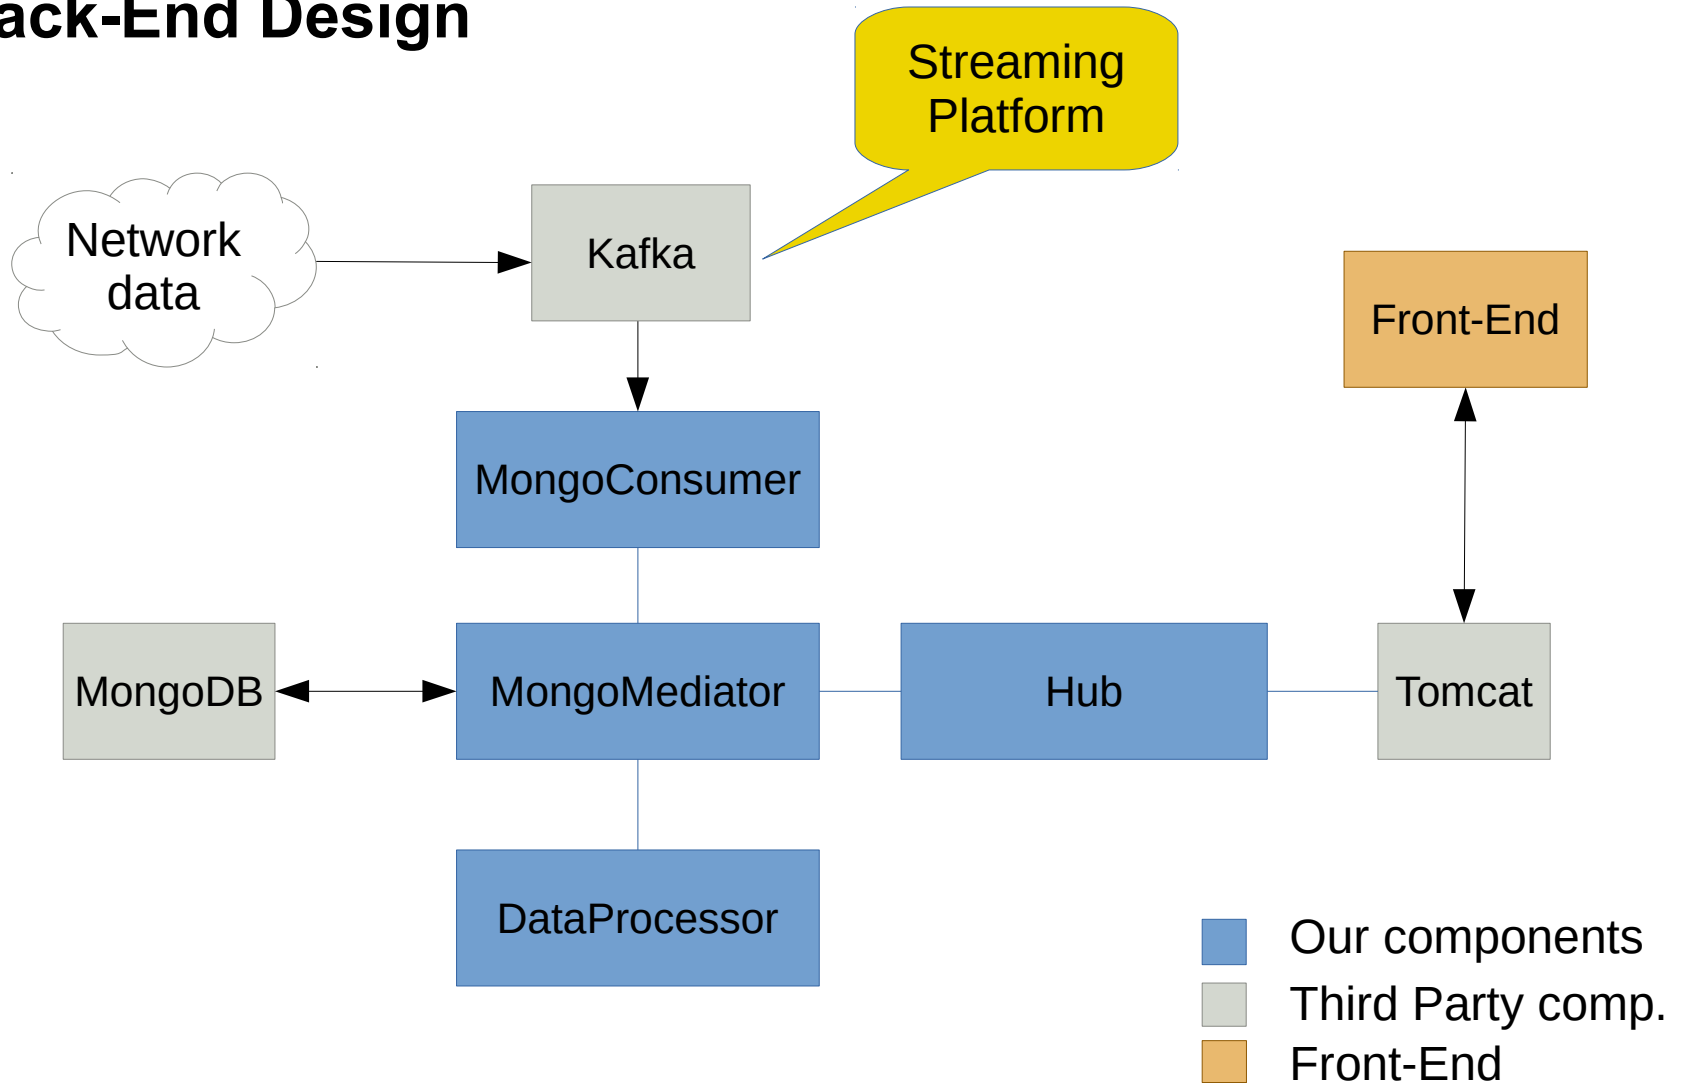 ack-End Design
Streaming
Platform
Network
data
Kafka
Front-End
MongoConsumer
MongoDB
MongoMediator
Hub
Tomcat
DataProcessor
Our components
Third Party comp.
Front-End